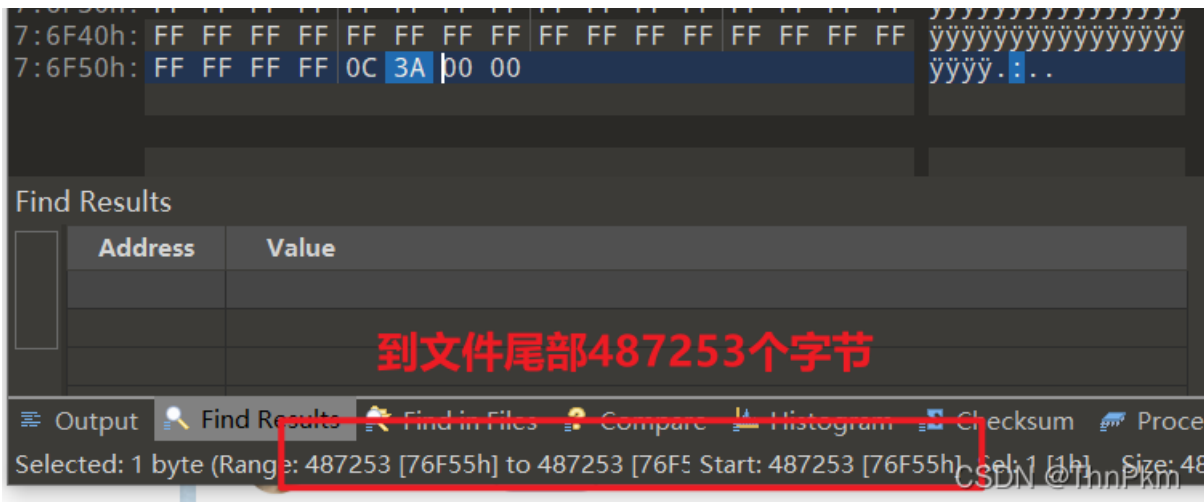 7:6F40h: FF FF FF FF FF FF FF FF FF FF FF FF FF FF FF FF ÿÿÿÿÿÿÿÿÿÿÿÿÿÿÿÿ
7:6F50h: FF FF FF FF 0C 3A 00 00 ÿÿÿÿ.:..
Find Results
Address Value
到文件尾部487253个字节
Output Find Results Find in Files Compare Histogram Checksum Proce
Selected: 1 byte (Range: 487253 [76F55h] to 487253 [76F5 Start: 487253 [76F55h] Sel: 1 [1h] Size: 48
CSDN @ThnPkm